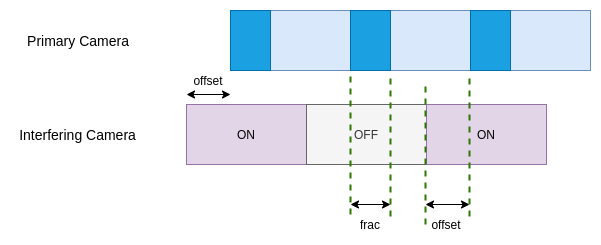 Primary Camera
offset
Interfering Camera
ON
OFF
ON
frac
offset